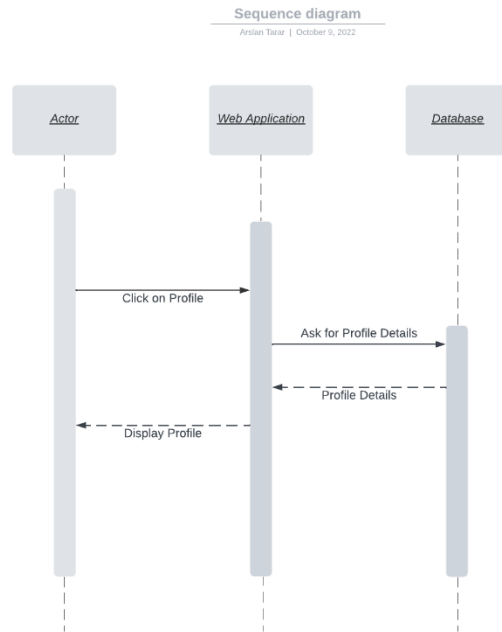 Sequence diagram
Arslan Tarar | October 9, 2022
Actor
Web Application
Database
Click on Profile
Ask for Profile Details
Profile Details
Display Profile